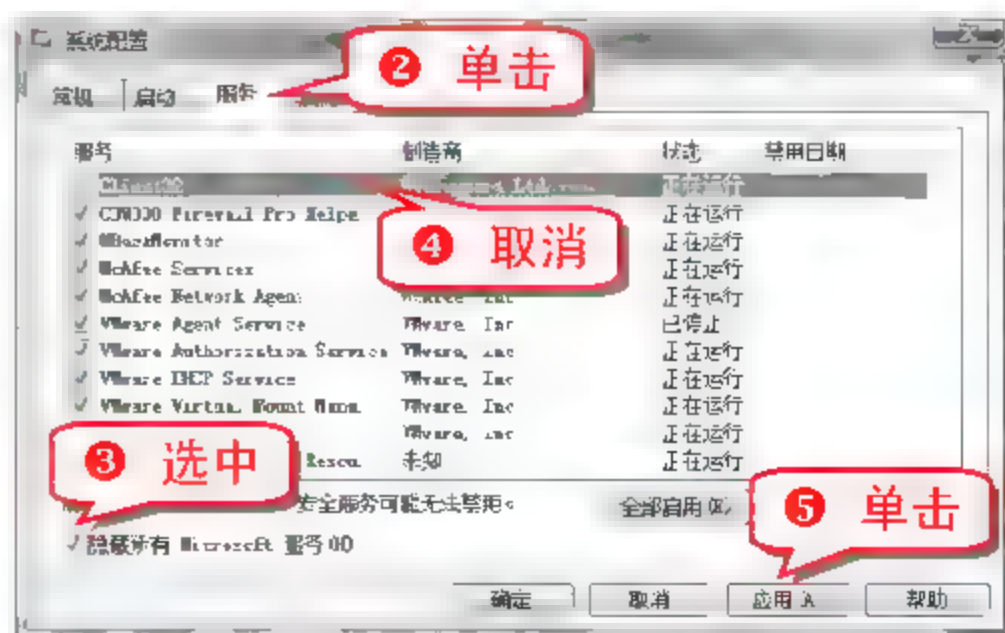 系统配置
❷ 单击
常规 启动 服务
服务 制造商 状态 禁用日期
正在运行
Firewall Pro 正在运行
正在运行
McAfee Services 正在运行
McAfee Network Agent Inc 正在运行
❹ 取消
VMware Agent Service VMware, Inc 已停止
VMware Authorization Service VMware, Inc 正在运行
VMware DHCP Service VMware, Inc 正在运行
VMware Virtual Mount VMware, Inc 正在运行
VMware, Inc 正在运行
未知 正在运行
❸ 选中
安全服务可能无法禁用。 全部启用
❺ 单击
隐藏所有 Microsoft 服务
确定 取消 应用 A 帮助